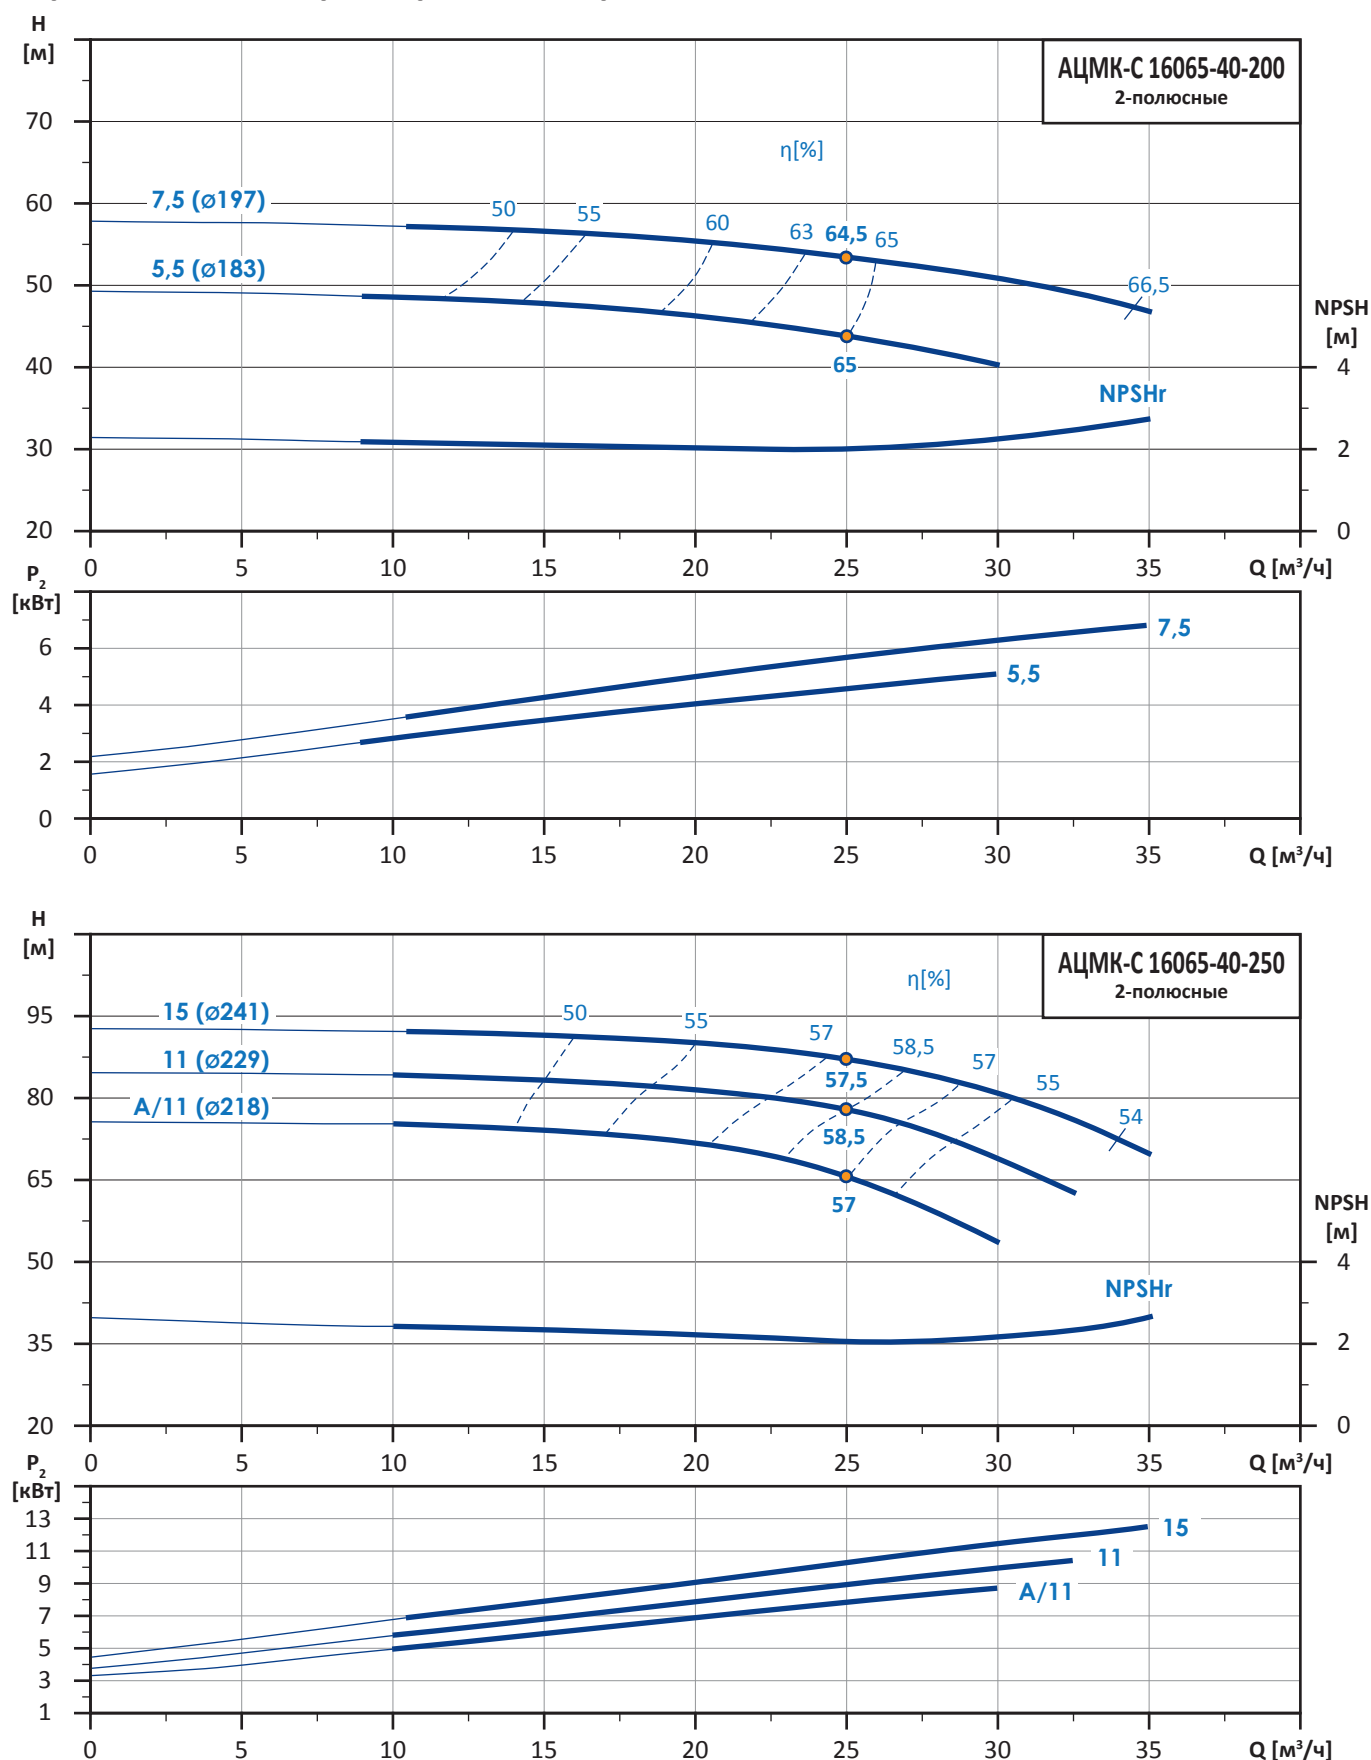 H
[м]
АЦМК-С 16065-40-200
2-полюсные
70
η[%]
60
7,5 (ø197)
50
55
60
63
64,5
65
50
5,5 (ø183)
66,5
NPSH
[м]
40
65
4
NPSHr
30
2
20
0
0 5 10 15 20 25 30 35 Q [м³/ч]
P₂
[кВт]
6
7,5
5,5
4
2
0
0 5 10 15 20 25 30 35 Q [м³/ч]
H
[м]
АЦМК-С 16065-40-250
2-полюсные
η[%]
95
15 (ø241)
50
55
57
58,5
57
55
54
11 (ø229)
57,5
80
A/11 (ø218)
58,5
65
57
NPSH
[м]
50
4
NPSHr
35
2
20
0
0 5 10 15 20 25 30 35 Q [м³/ч]
P₂
[кВт]
13
15
11
11
9
A/11
7
5
3
1
0 5 10 15 20 25 30 35 Q [м³/ч]